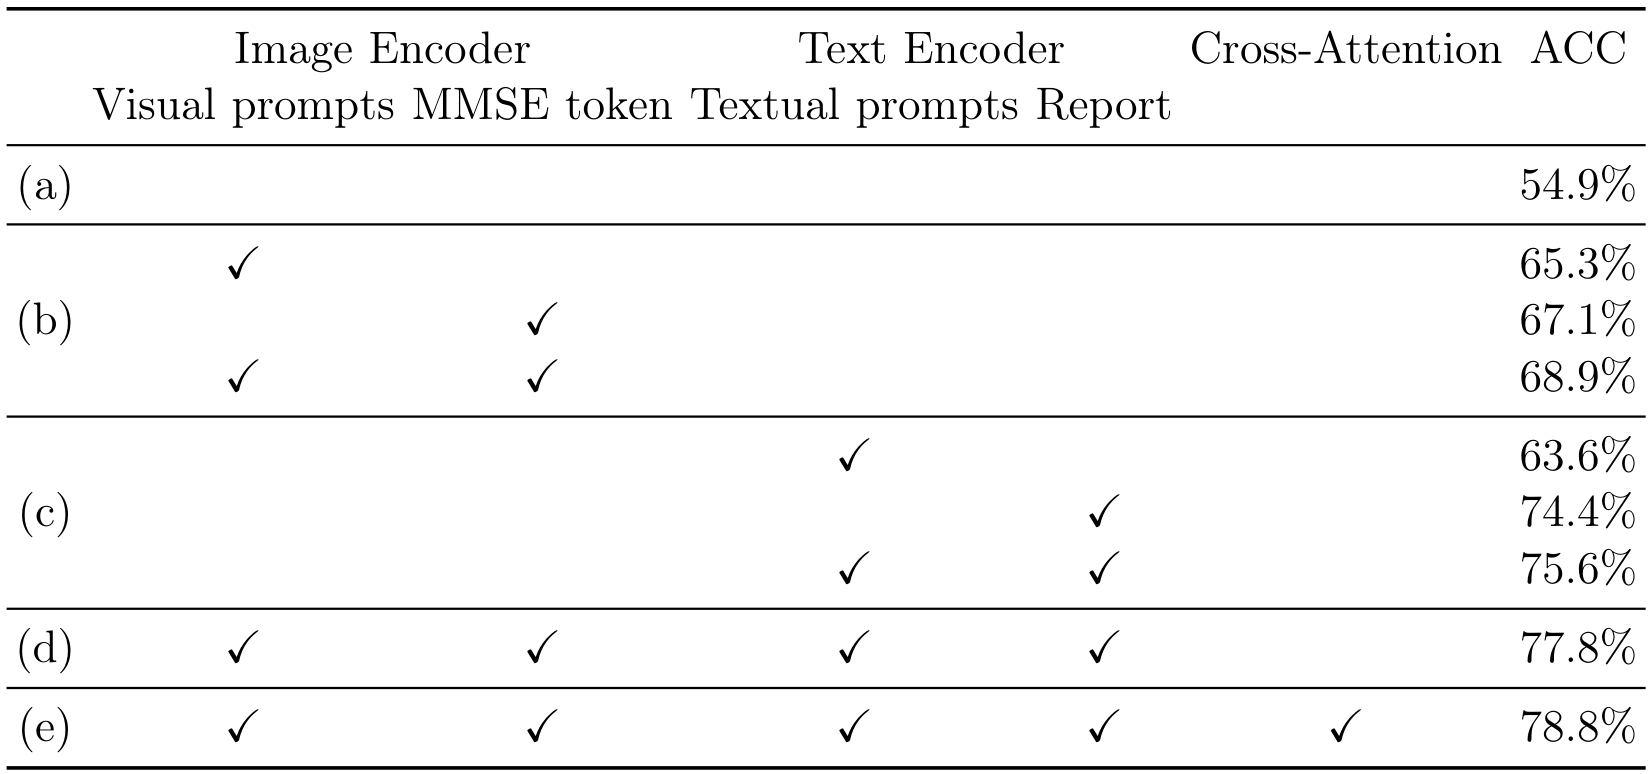 Image Encoder Text Encoder Cross-Attention ACC
Visual prompts MMSE token Textual prompts Report
(a) 54.9%
✓ 65.3%
(b) ✓ 67.1%
✓ ✓ 68.9%
✓ 63.6%
(c) ✓ 74.4%
✓ ✓ 75.6%
(d) ✓ ✓ ✓ ✓ 77.8%
(e) ✓ ✓ ✓ ✓ ✓ 78.8%